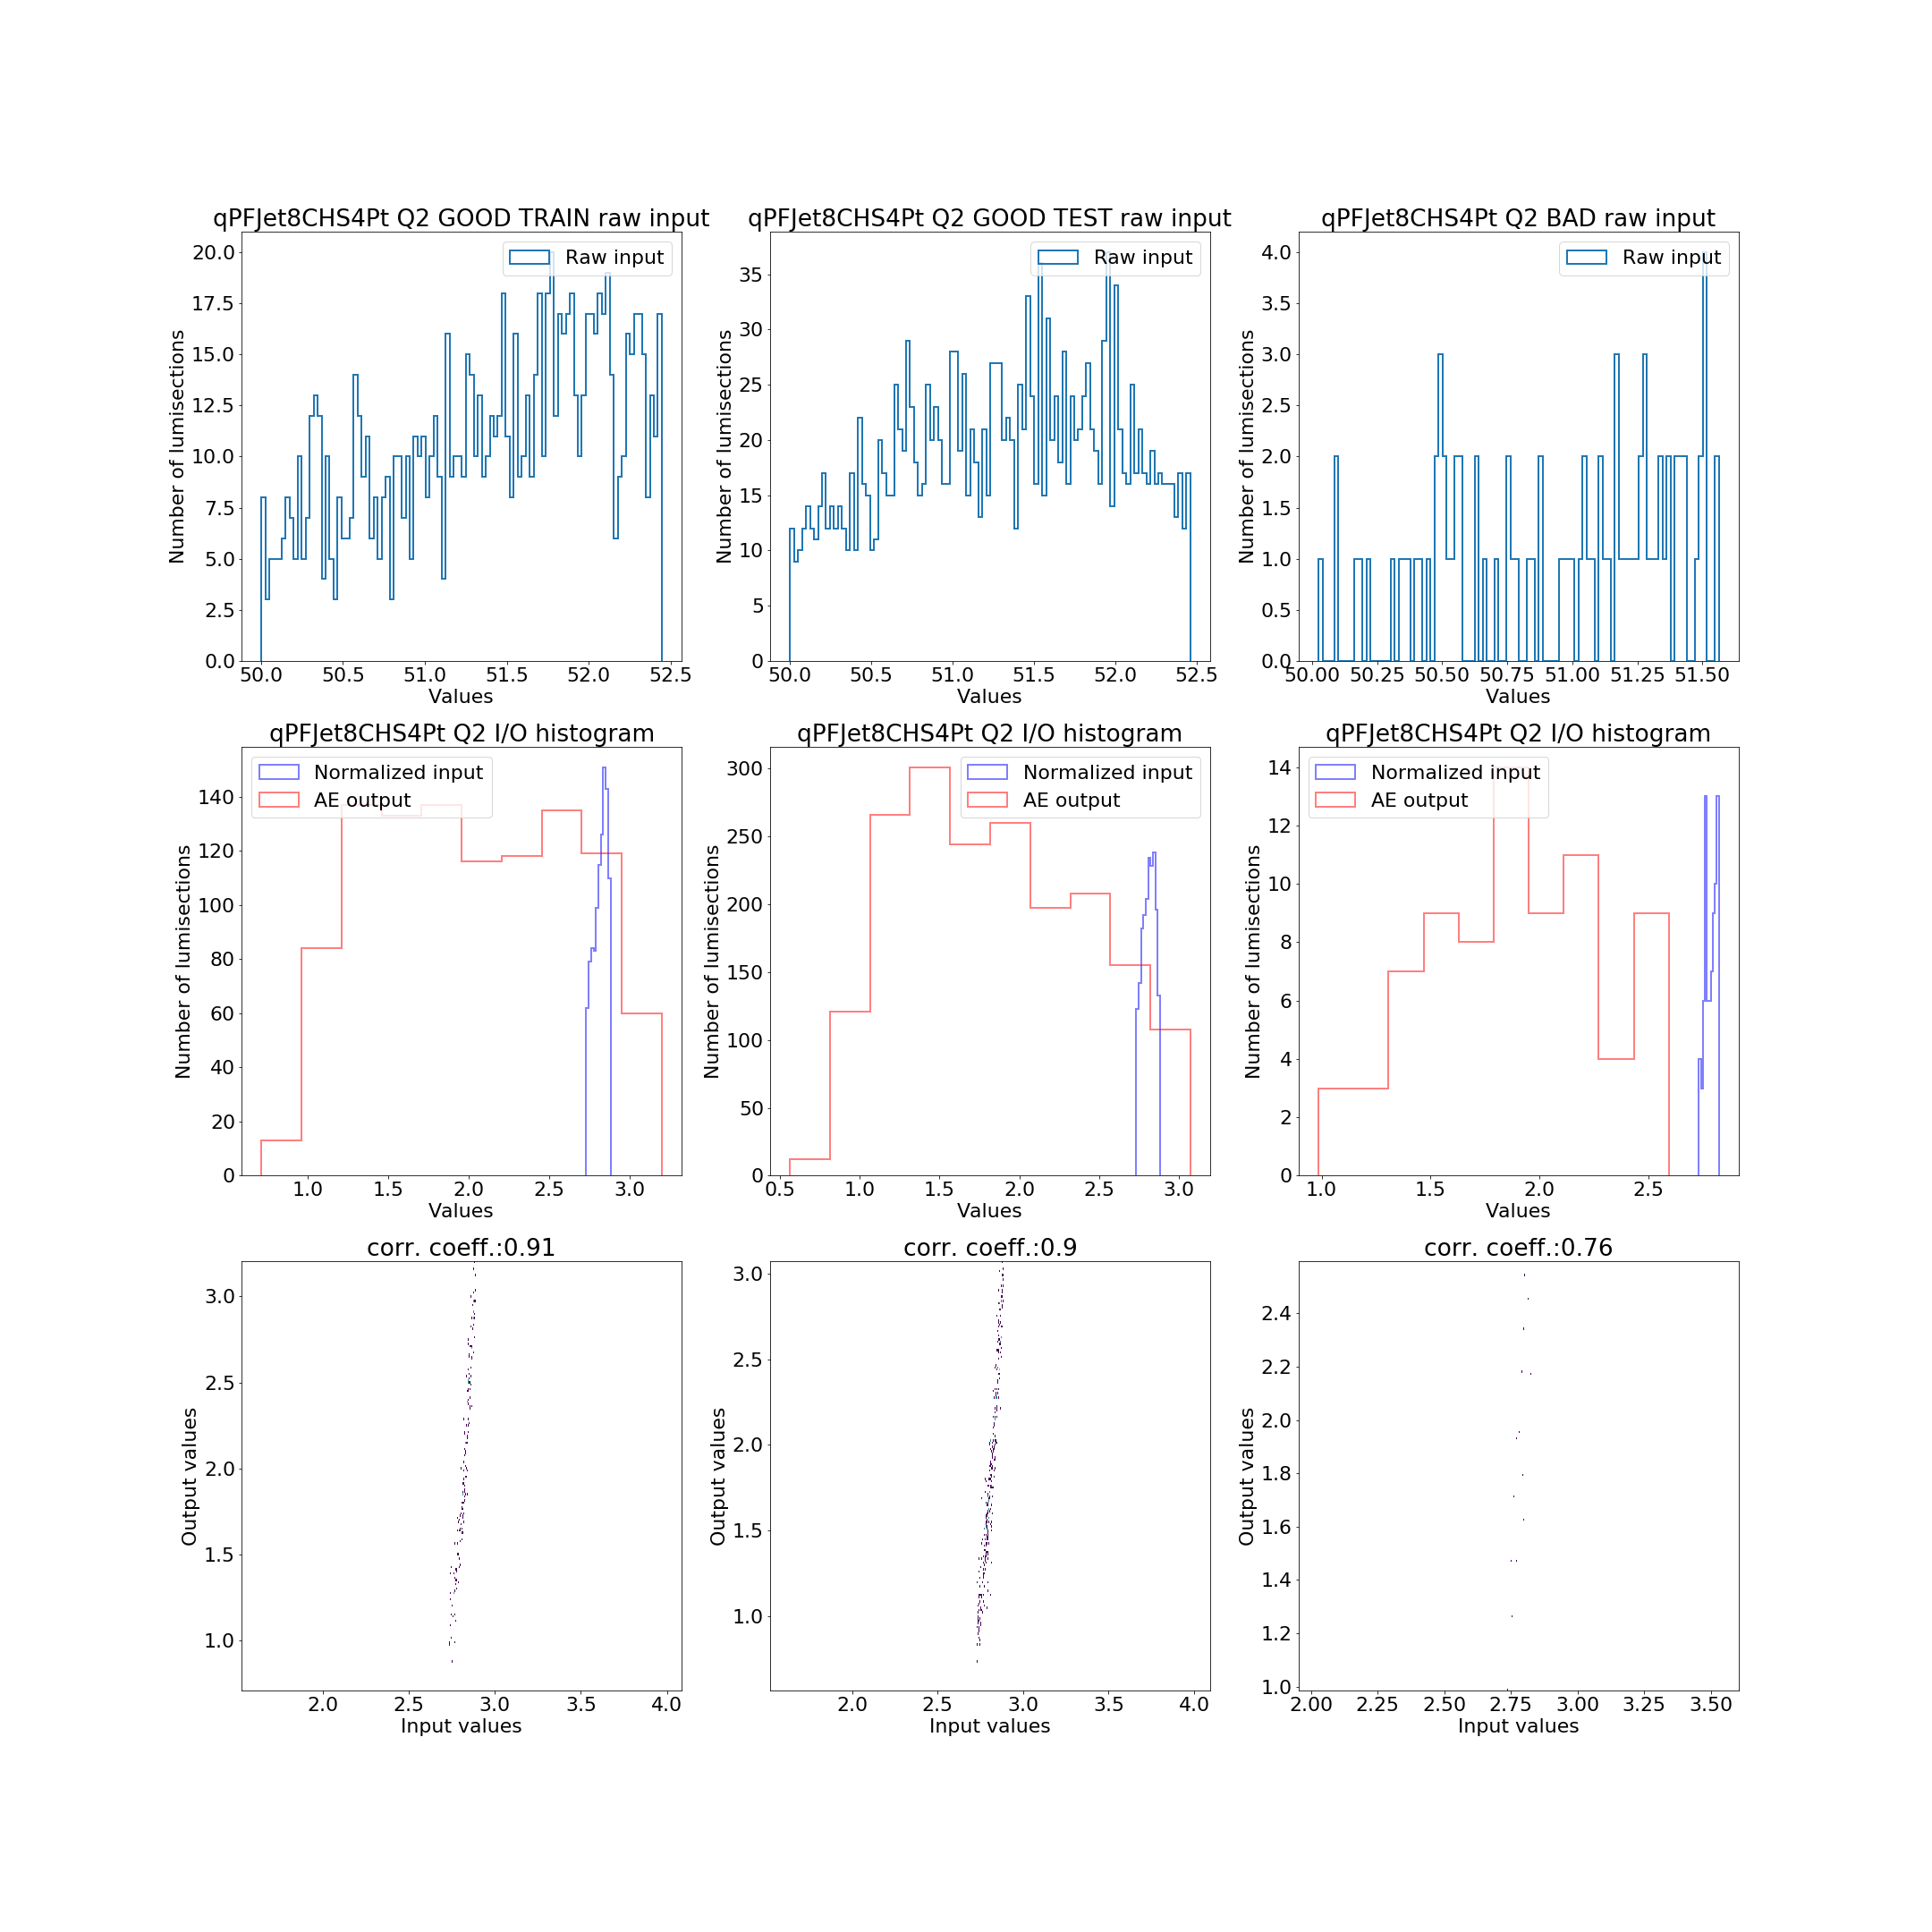 qPFJet8CHS4Pt Q2 GOOD TRAIN raw input
Raw input
20.0
17.5
15.0
12.5
10.0
7.5
5.0
2.5
0.0
Number of lumisections
50.0 50.5 51.0 51.5 52.0 52.5
Values
qPFJet8CHS4Pt Q2 GOOD TEST raw input
Raw input
35
30
25
20
15
10
5
0
Number of lumisections
50.0 50.5 51.0 51.5 52.0 52.5
Values
qPFJet8CHS4Pt Q2 BAD raw input
Raw input
4.0
3.5
3.0
2.5
2.0
1.5
1.0
0.5
0.0
Number of lumisections
50.00 50.25 50.50 50.75 51.00 51.25 51.50
Values
qPFJet8CHS4Pt Q2 I/O histogram
Normalized input
AE output
140
120
100
80
60
40
20
0
Number of lumisections
1.0 1.5 2.0 2.5 3.0
Values
qPFJet8CHS4Pt Q2 I/O histogram
Normalized input
AE output
300
250
200
150
100
50
0
Number of lumisections
0.5 1.0 1.5 2.0 2.5 3.0
Values
qPFJet8CHS4Pt Q2 I/O histogram
Normalized input
AE output
14
12
10
8
6
4
2
0
Number of lumisections
1.0 1.5 2.0 2.5
Values
corr. coeff.:0.91
3.0
2.5
2.0
1.5
1.0
Output values
2.0 2.5 3.0 3.5 4.0
Input values
corr. coeff.:0.9
3.0
2.5
2.0
1.5
1.0
Output values
2.0 2.5 3.0 3.5 4.0
Input values
corr. coeff.:0.76
2.4
2.2
2.0
1.8
1.6
1.4
1.2
1.0
Output values
2.00 2.25 2.50 2.75 3.00 3.25 3.50
Input values